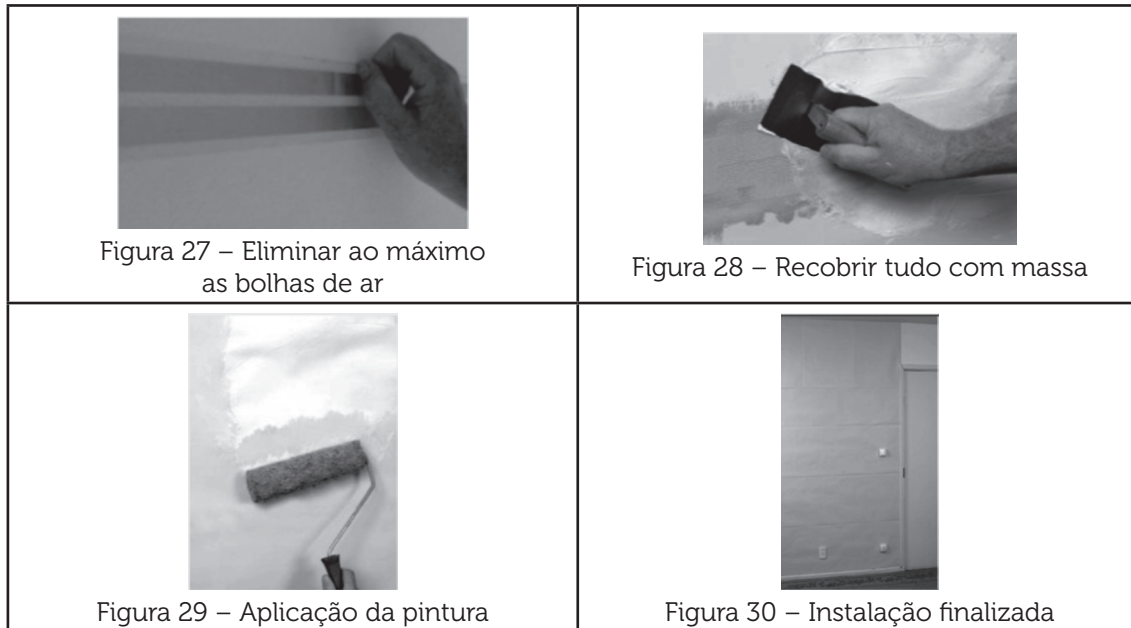 Figura 27 – Eliminar ao máximo
as bolhas de ar
Figura 28 – Recobrir tudo com massa
Figura 29 – Aplicação da pintura
Figura 30 – Instalação finalizada